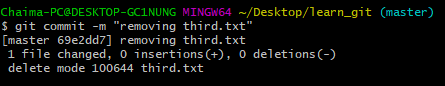 Chaima-PC@DESKTOP-GC1NUNG MINGW64 ~/Desktop/learn_git (master)
$ git commit -m "removing third.txt"
[master 69e2dd7] removing third.txt
 1 file changed, 0 insertions(+), 0 deletions(-)
 delete mode 100644 third.txt